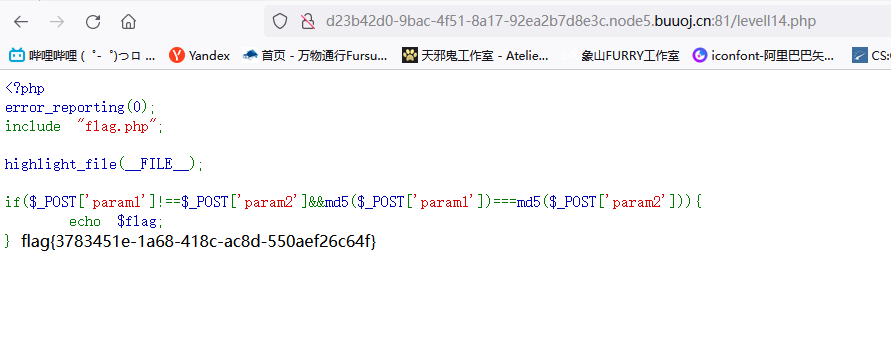 d23b42d0-9bac-4f51-8a17-92ea2b7d8e3c.node5.buuoj.cn:81/levell14.php
哔哩哔哩 ( ゜- ゜)つロ ... Yandex 首页 - 万物通行Fursu... 天邪鬼工作室 - Atelie... 象山FURRY工作室 iconfont-阿里巴巴矢... CS:G
<?php
error_reporting(0);
include "flag.php";
highlight_file(__FILE__);
if($_POST['param1']!==$_POST['param2']&&md5($_POST['param1'])===md5($_POST['param2'])){
echo $flag;
} flag{3783451e-1a68-418c-ac8d-550aef26c64f}